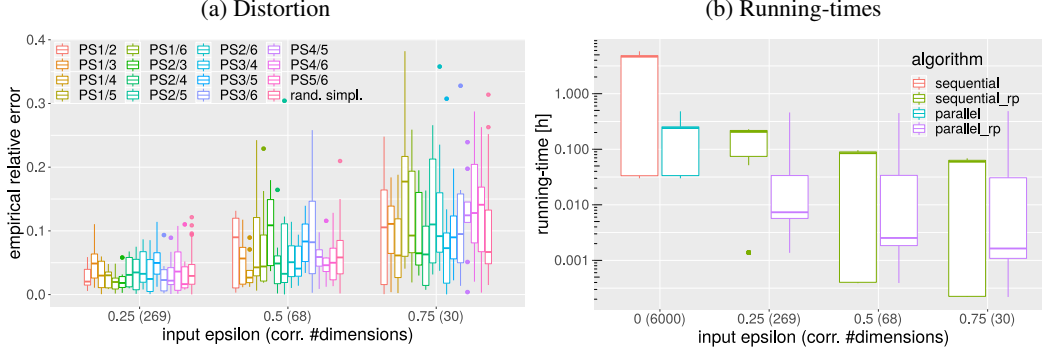 (a) Distortion
empirical relative error
0.4
0.3
0.2
0.1
0.0
PS1/2 PS1/6 PS2/6 PS4/5
PS1/3 PS2/3 PS3/4 PS4/6
PS1/4 PS2/4 PS3/5 PS5/6
PS1/5 PS2/5 PS3/6 rand. simpl.
0.25 (269) 0.5 (68) 0.75 (30)
input epsilon (corr. #dimensions)
(b) Running-times
running-time [h]
1.000
0.100
0.010
0.001
algorithm
sequential
sequential_rp
parallel
parallel_rp
0 (6000) 0.25 (269) 0.5 (68) 0.75 (30)
input epsilon (corr. #dimensions)